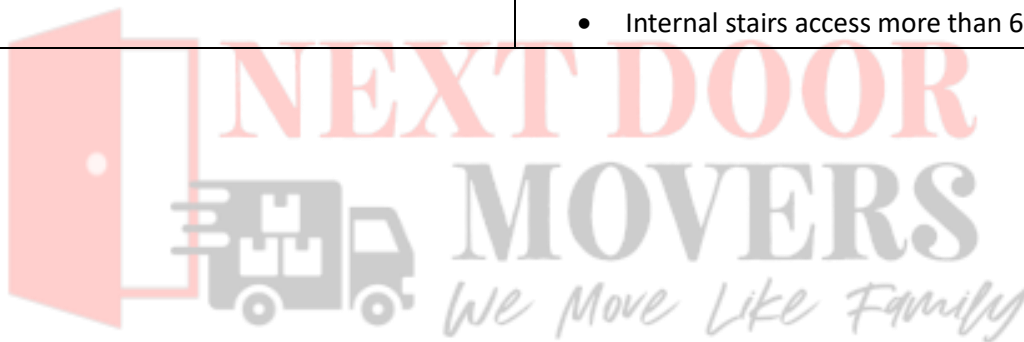 • Internal stairs access more than 6
NEXT DOOR
MOVERS
We Move Like Family